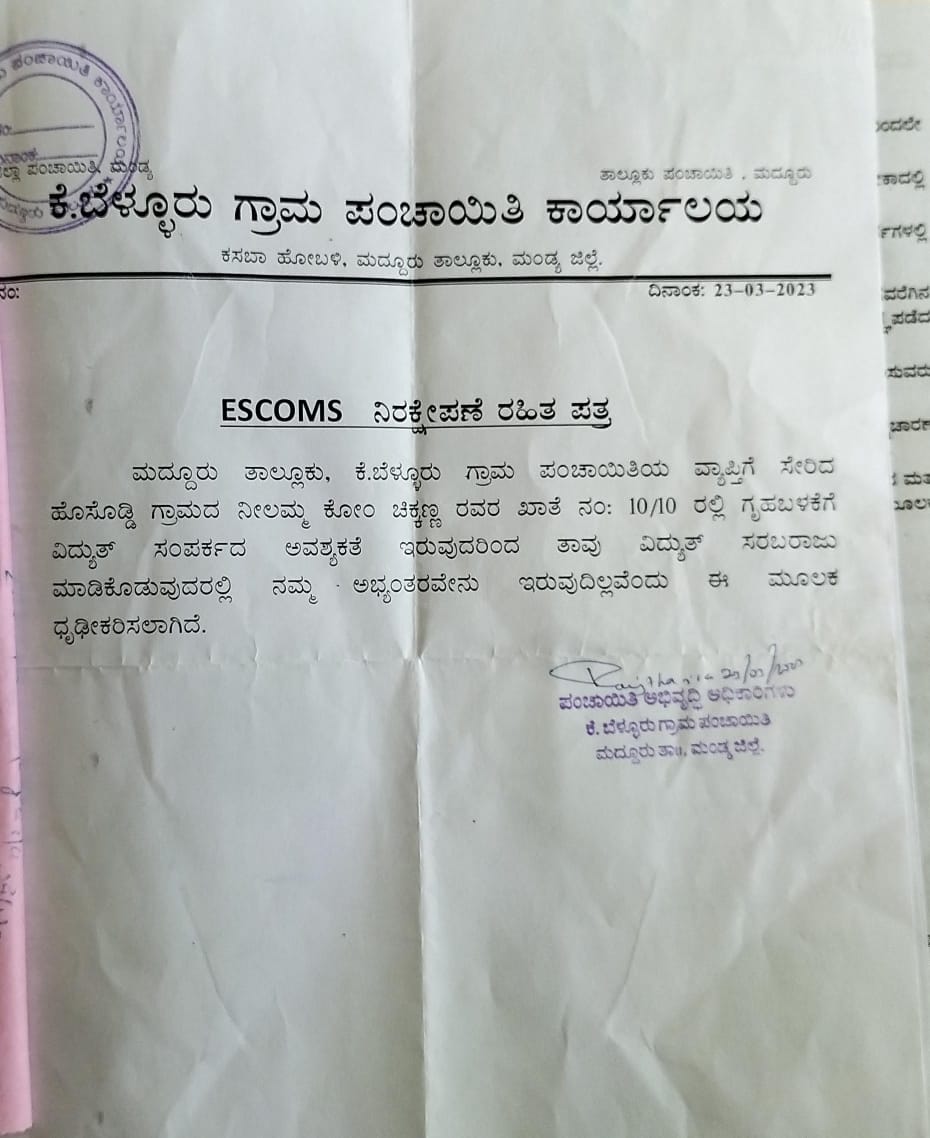 ಪಂಚಾಯಿತಿ ಕಾರ್ಯಾಲಯ
ಜಿಲ್ಲಾ ಪಂಚಾಯಿತಿ, ಮಂಡ್ಯ
ತಾಲ್ಲೂಕು ಪಂಚಾಯಿತಿ , ಮದ್ದೂರು
ಕೆ.ಬೆಳ್ಳೂರು ಗ್ರಾಮ ಪಂಚಾಯಿತಿ ಕಾರ್ಯಾಲಯ
ಕಸಬಾ ಹೋಬಳಿ, ಮದ್ದೂರು ತಾಲ್ಲೂಕು, ಮಂಡ್ಯ ಜಿಲ್ಲೆ.
ನಂ:
ದಿನಾಂಕ: 23-03-2023
ESCOMS ನಿರಕ್ಷೇಪಣೆ ರಹಿತ ಪತ್ರ
ಮದ್ದೂರು ತಾಲ್ಲೂಕು, ಕೆ.ಬೆಳ್ಳೂರು ಗ್ರಾಮ ಪಂಚಾಯಿತಿಯ ವ್ಯಾಪ್ತಿಗೆ ಸೇರಿದ
ಹೊಸೊಡ್ಡಿ ಗ್ರಾಮದ ನೀಲಮ್ಮ ಕೋಂ ಚಿಕ್ಕಣ್ಣ ರವರ ಖಾತೆ ನಂ: 10/10 ರಲ್ಲಿ ಗೃಹಬಳಕೆಗೆ
ವಿದ್ಯುತ್ ಸಂಪರ್ಕದ ಅವಶ್ಯಕತೆ ಇರುವುದರಿಂದ ತಾವು ವಿದ್ಯುತ್ ಸರಬರಾಜು
ಮಾಡಿಕೊಡುವುದರಲ್ಲಿ ನಮ್ಮ ಅಭ್ಯಂತರವೇನು ಇರುವುದಿಲ್ಲವೆಂದು ಈ ಮೂಲಕ
ಧೃಢೀಕರಿಸಲಾಗಿದೆ.
ಪಂಚಾಯಿತಿ ಅಭಿವೃದ್ಧಿ ಅಧಿಕಾರಿಗಳು
ಕೆ. ಬೆಳ್ಳೂರು ಗ್ರಾಮ ಪಂಚಾಯಿತಿ
ಮದ್ದೂರು ತಾ॥, ಮಂಡ್ಯ ಜಿಲ್ಲೆ.